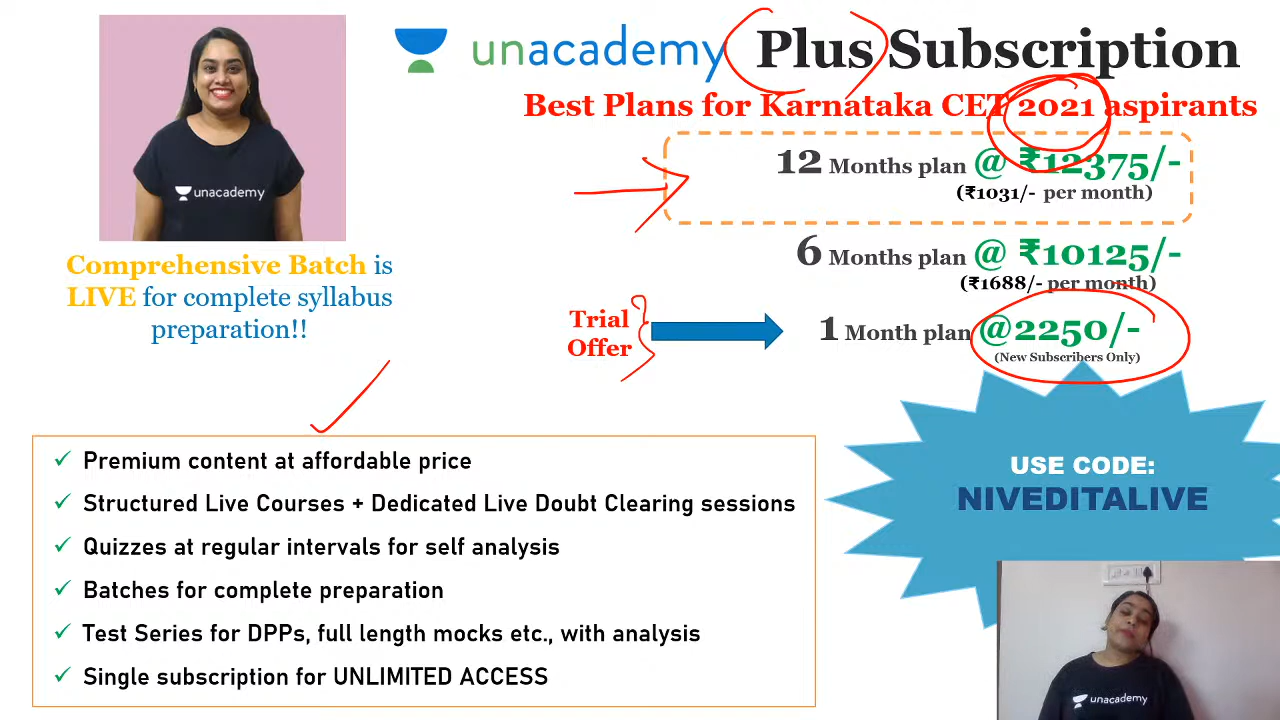 unacademy Plus Subscription
Best Plans for Karnataka CET 2021 aspirants
12 Months plan @ ₹12375/-
(₹1031/- per month)
6 Months plan @ ₹10125/-
(₹1688/- per month)
Trial
Offer
1 Month plan @2250/-
(New Subscribers Only)
unacademy
Comprehensive Batch is
LIVE for complete syllabus
preparation!!
✓ Premium content at affordable price
✓ Structured Live Courses + Dedicated Live Doubt Clearing sessions
✓ Quizzes at regular intervals for self analysis
✓ Batches for complete preparation
✓ Test Series for DPPs, full length mocks etc., with analysis
✓ Single subscription for UNLIMITED ACCESS
USE CODE:
NIVEDITALIVE
unacademy